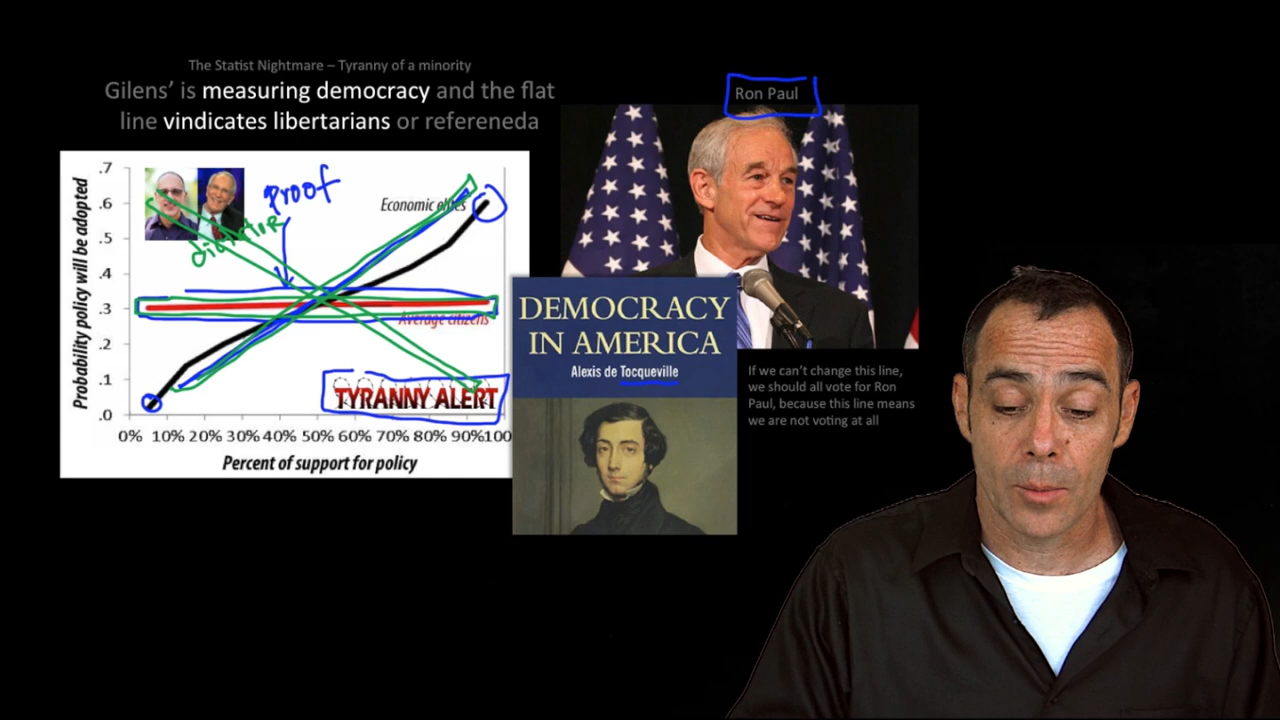 The Statist Nightmare – Tyranny of a minority
Gilens’ is measuring democracy and the flat
line vindicates libertarians or refereneda
Ron Paul
Probability policy will be adopted
.7
.6
.5
.4
.3
.2
.1
.0
proof
dictator
Economic elites
Average citizens
TYRANNY ALERT
0% 10% 20% 30% 40% 50% 60% 70% 80% 90%100
Percent of support for policy
DEMOCRACY
IN AMERICA
Alexis de Tocqueville
If we can’t change this line,
we should all vote for Ron
Paul, because this line means
we are not voting at all